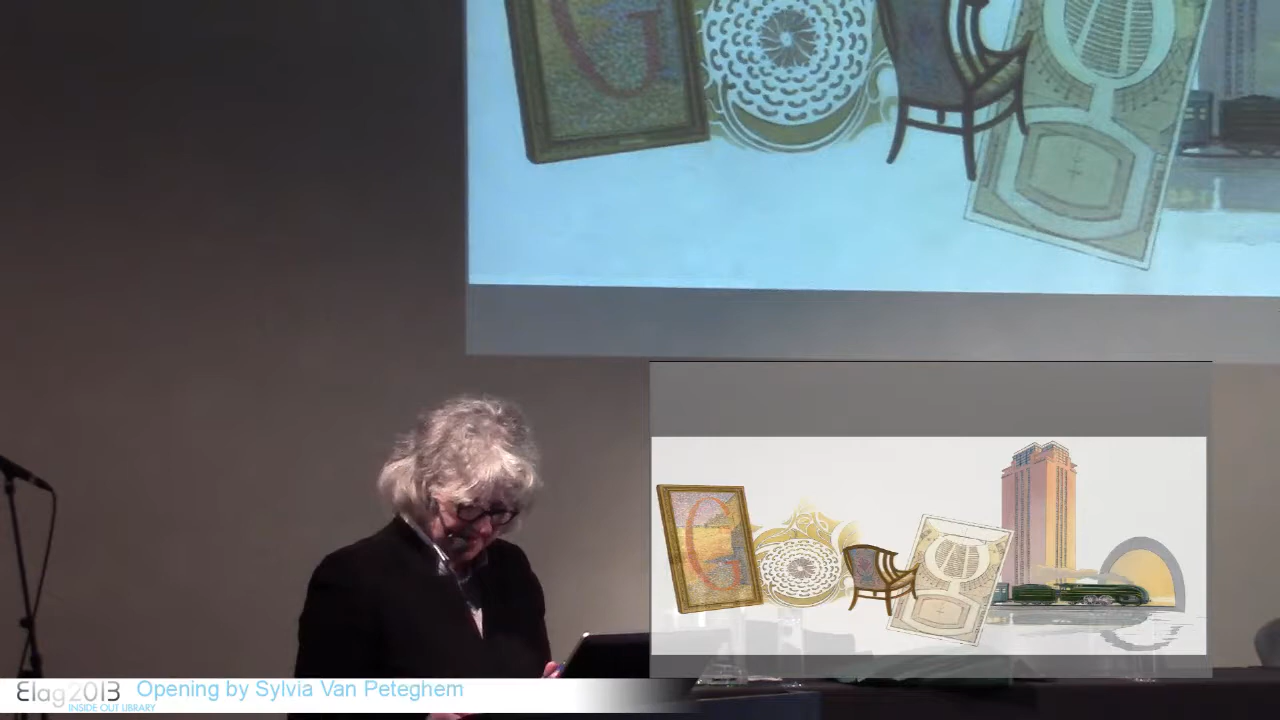 G
G
Elag2013
Opening by Sylvia Van Peteghem
INSIDE OUT LIBRARY